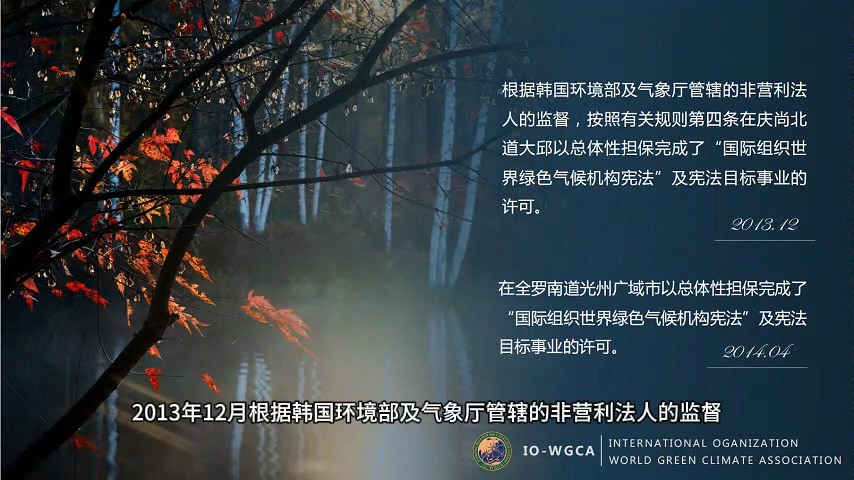 根据韩国环境部及气象厅管辖的非营利法
人的监督，按照有关规则第四条在庆尚北
道大邱以总体性担保完成了“国际组织世
界绿色气候机构宪法”及宪法目标事业的
许可。
2013.12
在全罗南道光州广域市以总体性担保完成了
“国际组织世界绿色气候机构宪法”及宪法
目标事业的许可。
2014.04
2013年12月根据韩国环境部及气象厅管辖的非营利法人的监督
IO-WGCA
INTERNATIONAL OGANIZATION
WORLD GREEN CLIMATE ASSOCIATION